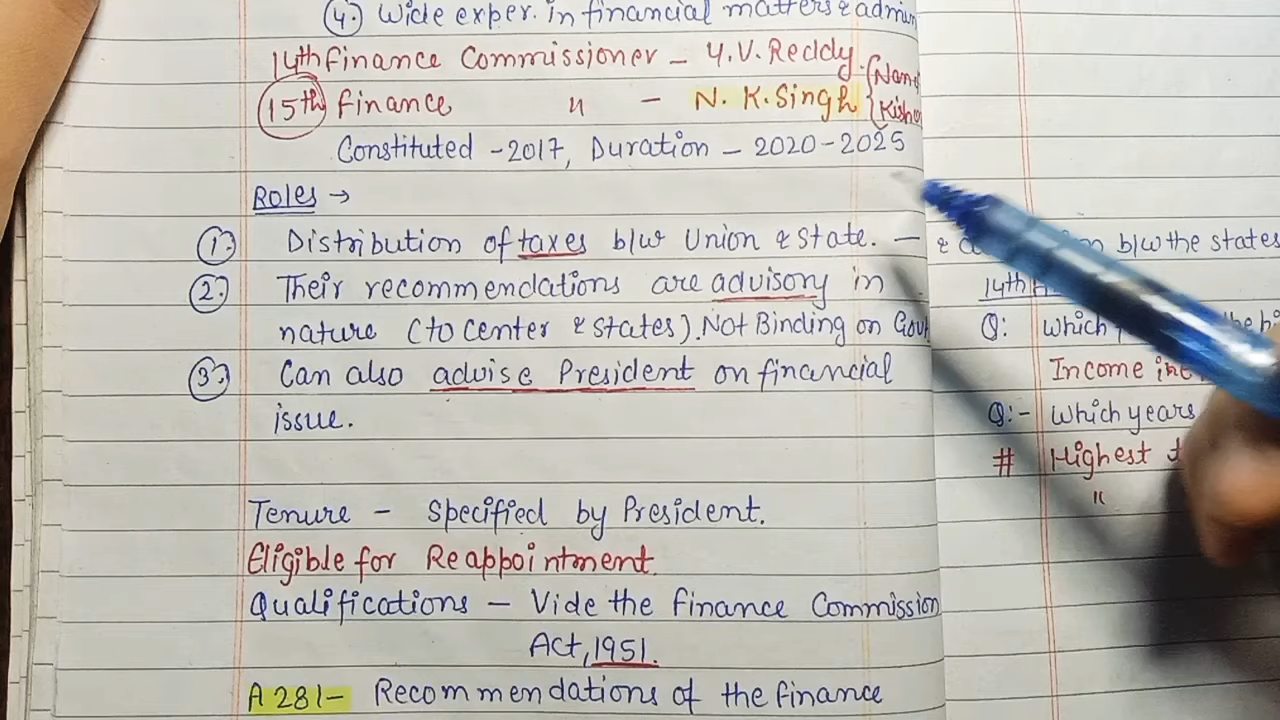 4. Wide exper. in financial matters & admin
14th Finance Commissioner - Y.V. Reddy
15th Finance " - N. K. Singh
Constituted - 2017, Duration - 2020-2025
Roles →
1. Distribution of taxes b/w Union & State. — &
2. Their recommendations are advisory in
nature (to Center & States). Not Binding on Govt
3. Can also advise President on financial
issue.
Tenure - Specified by President.
Eligible for Reappointment.
Qualifications - Vide the Finance Commission
Act, 1951.
A 281- Recommendations of the Finance
b/w the states
14th
Q: which
Income
Q:- which years
# Highest
"